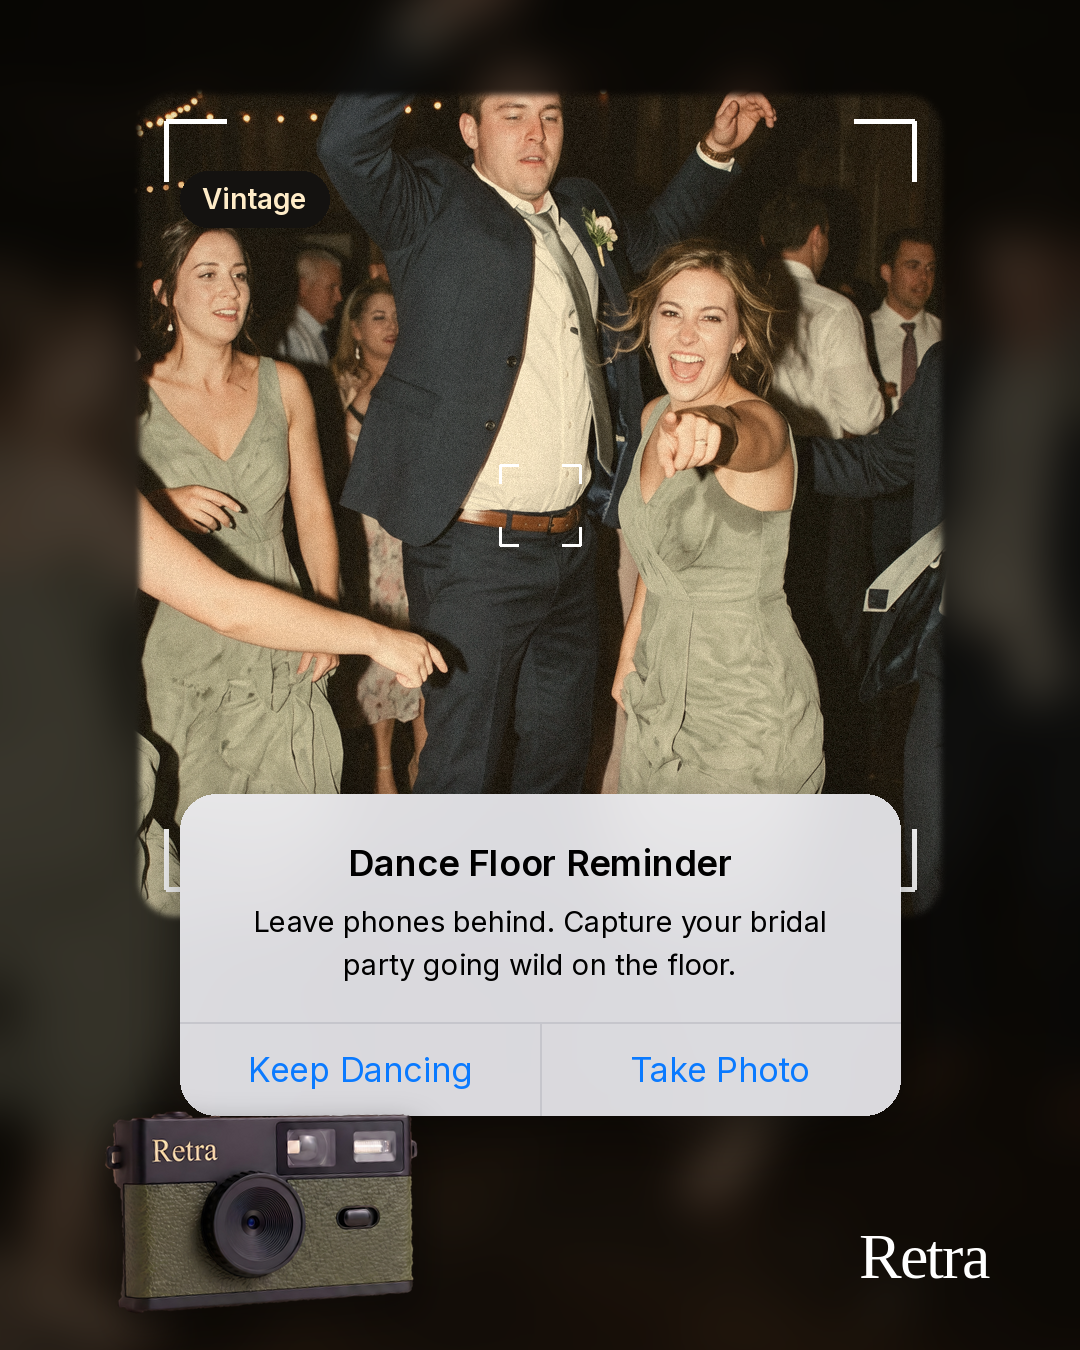 Vintage
Dance Floor Reminder
Leave phones behind. Capture your bridal
party going wild on the floor.
Keep Dancing
Take Photo
Retra
Retra